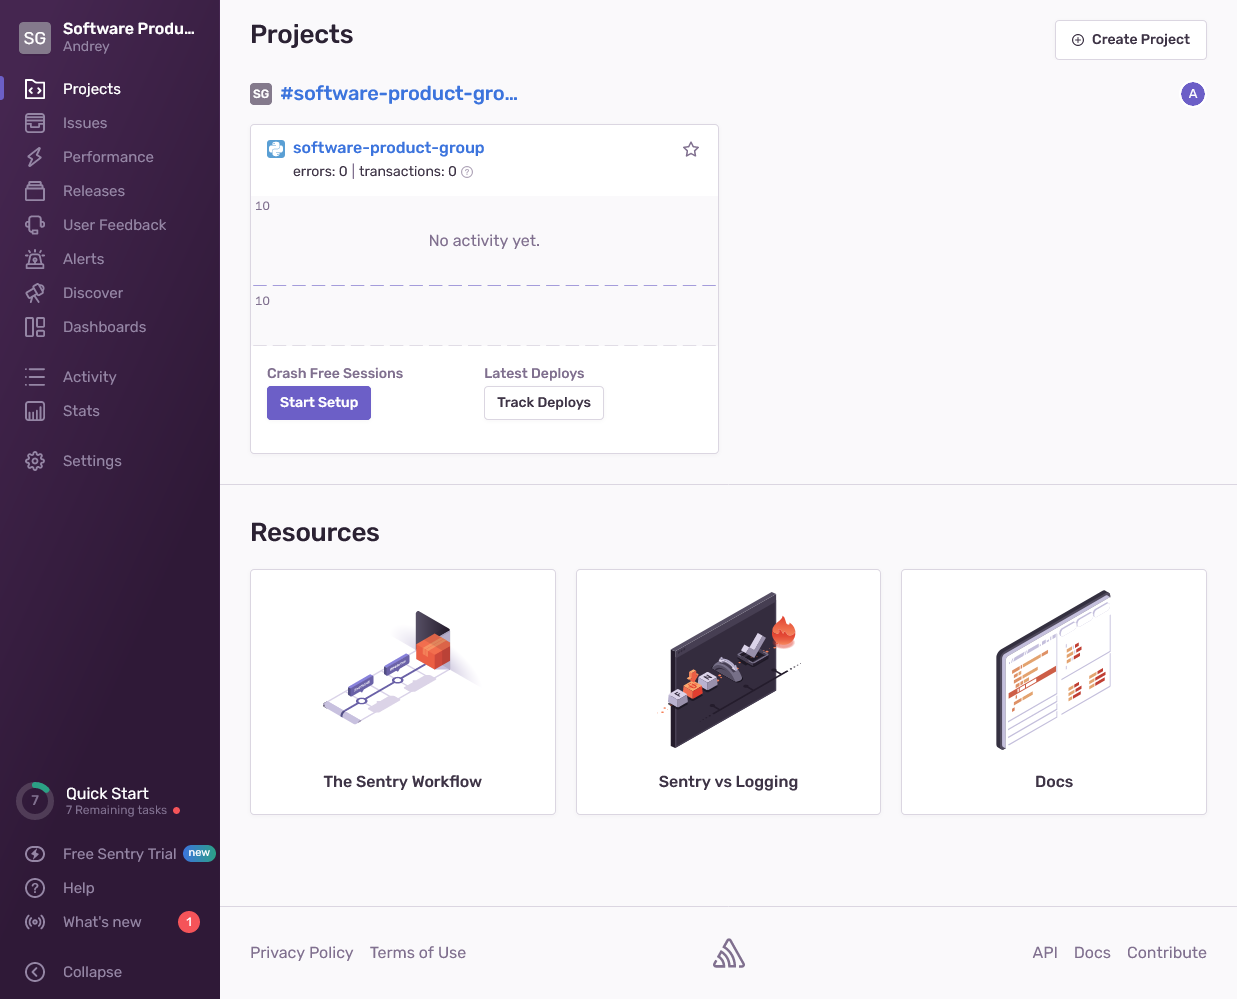 SG
Software Produ...
Andrey
Projects
Issues
Performance
Releases
User Feedback
Alerts
Discover
Dashboards
Activity
Stats
Settings
7
Quick Start
7 Remaining tasks
Free Sentry Trial new
Help
What's new 1
Collapse
Projects
Create Project
SG #software-product-gro...
A
software-product-group
errors: 0 | transactions: 0 ?
10
No activity yet.
10
Crash Free Sessions
Latest Deploys
Start Setup
Track Deploys
Resources
The Sentry Workflow
Sentry vs Logging
Docs
Privacy Policy Terms of Use
API Docs Contribute